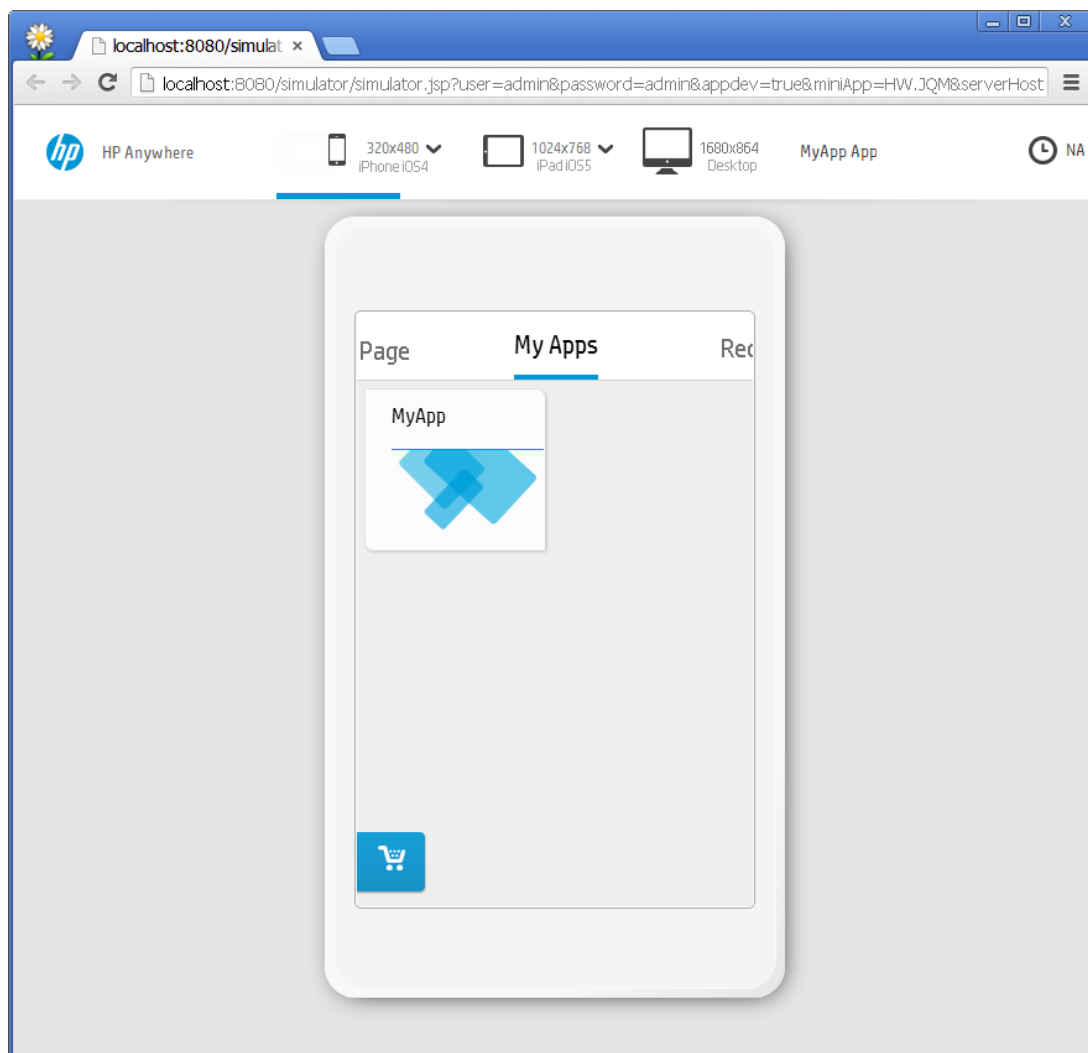 localhost:8080/simulat ×
localhost:8080/simulator/simulator.jsp?user=admin&password=admin&appdev=true&miniApp=HW.JQM&serverHost
hp HP Anywhere
320x480
iPhone iOS4
1024x768
iPad iOS5
1680x864
Desktop
MyApp App
NA
Page
My Apps
Rec
MyApp